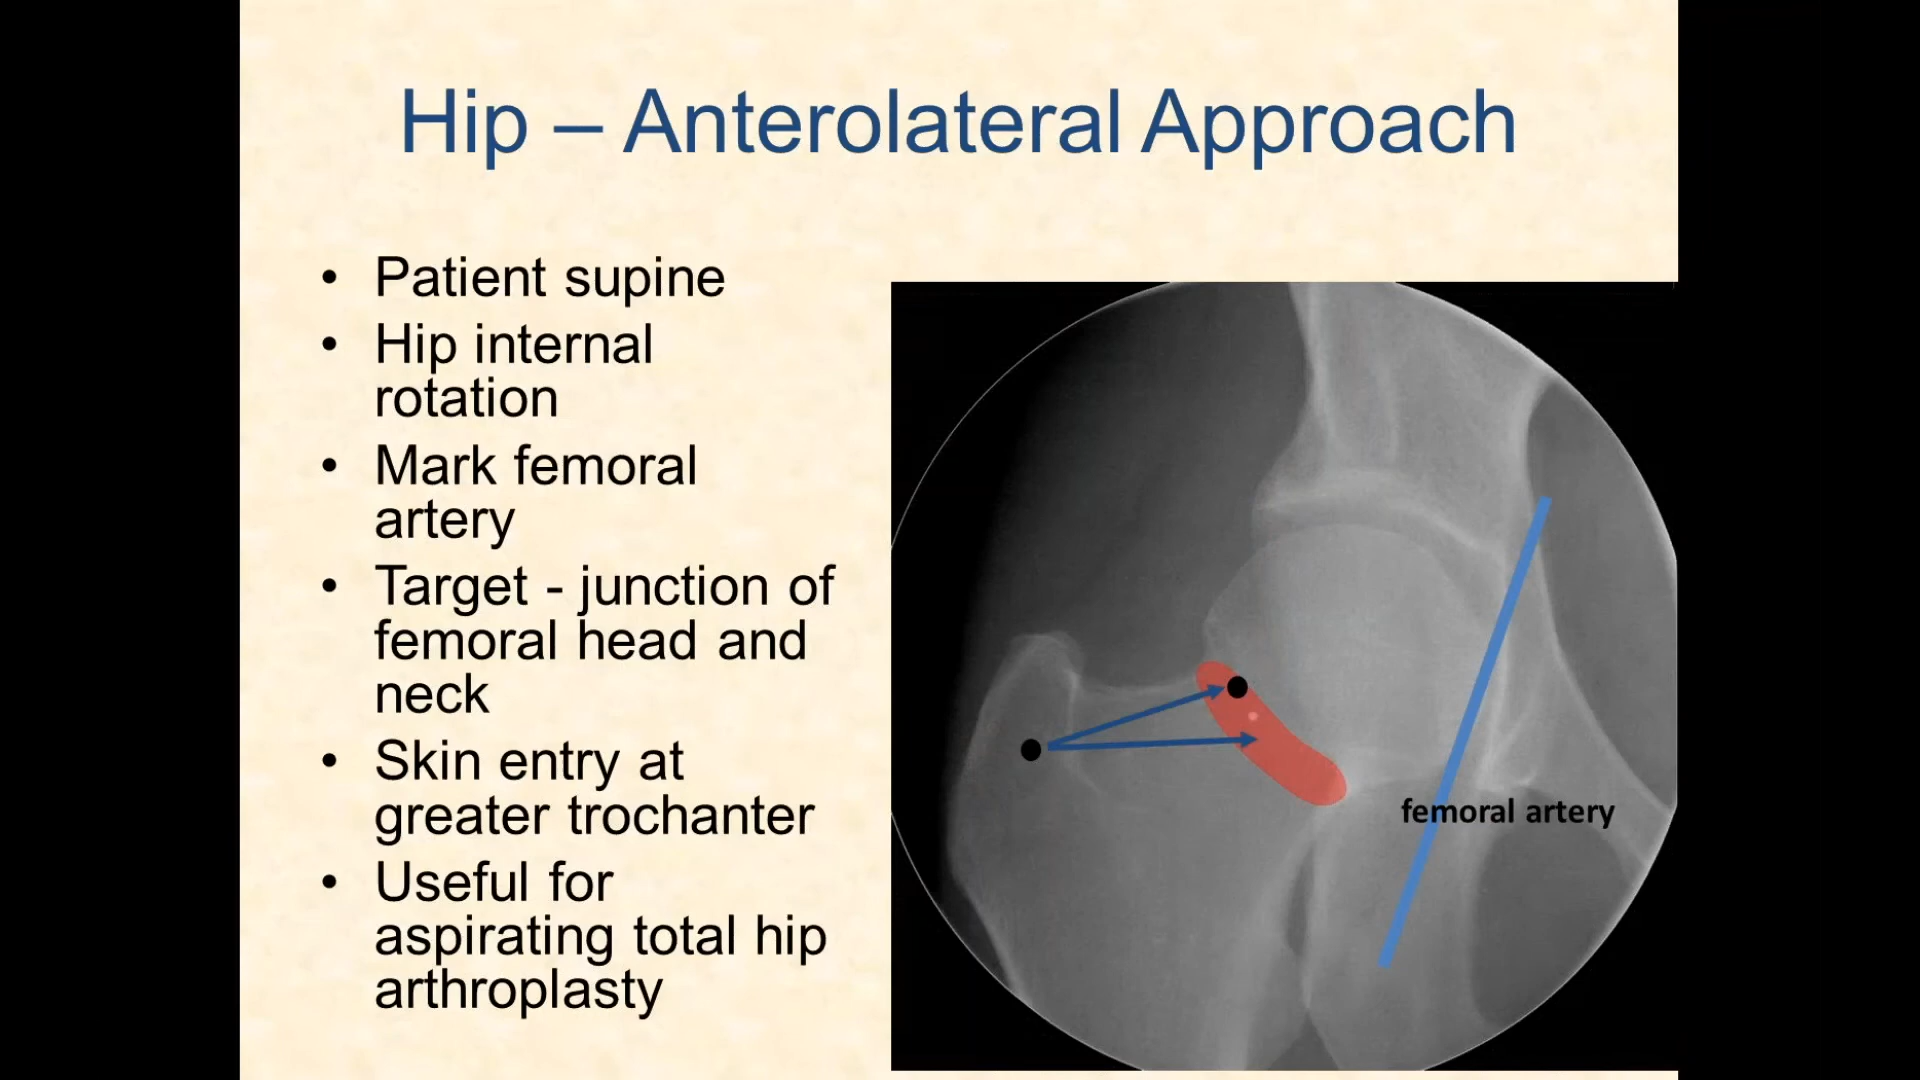 Hip – Anterolateral Approach
• Patient supine
• Hip internal
rotation
• Mark femoral
artery
• Target - junction of
femoral head and
neck
• Skin entry at
greater trochanter
• Useful for
aspirating total hip
arthroplasty
femoral artery